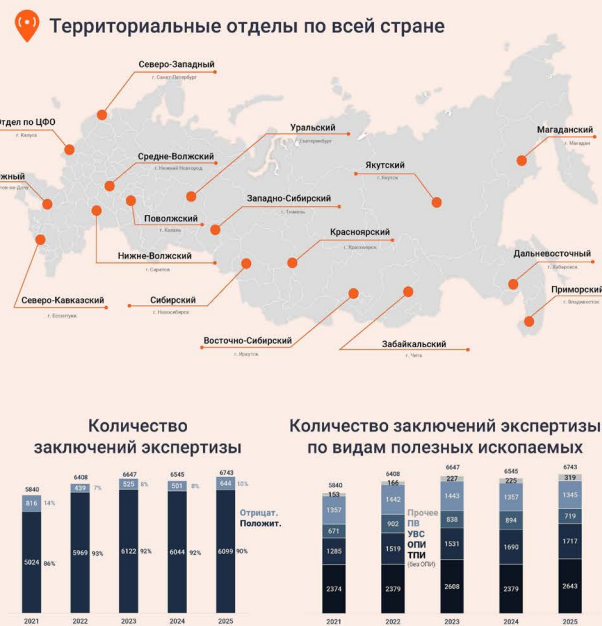 Территориальные отделы по всей стране
Северо-Западный
г. Санкт-Петербург
Отдел по ЦФО
г. Калуга
Уральский
г. Екатеринбург
Магаданский
г. Магадан
Средне-Волжский
г. Нижний Новгород
Якутский
г. Якутск
Западно-Сибирский
г. Тюмень
Поволжский
г. Казань
Красноярский
г. Красноярск
Нижне-Волжский
г. Саратов
Дальневосточный
г. Хабаровск
Северо-Кавказский
г. Ессентуки
Сибирский
г. Новосибирск
Приморский
г. Владивосток
Восточно-Сибирский
г. Иркутск
Забайкальский
г. Чита
Количество
заключений экспертизы
5840
816 14%
5024 86%
2021
6408
439 7%
5969 93%
2022
6647
525 8%
6122 92%
2023
6545
501 8%
6044 92%
2024
6743
644 10%
6099 90%
2025
Отрицат.
Положит.
Количество заключений экспертизы
по видам полезных ископаемых
5840
153
1357
671
1285
2374
2021
6408
166
1442
902
1519
2379
2022
Прочее
ПВ
УВС
ОПИ
ТПИ
(без ОПИ)
6647
227
1443
838
1531
2608
2023
6545
225
1357
894
1690
2379
2024
6743
319
1345
719
1717
2643
2025